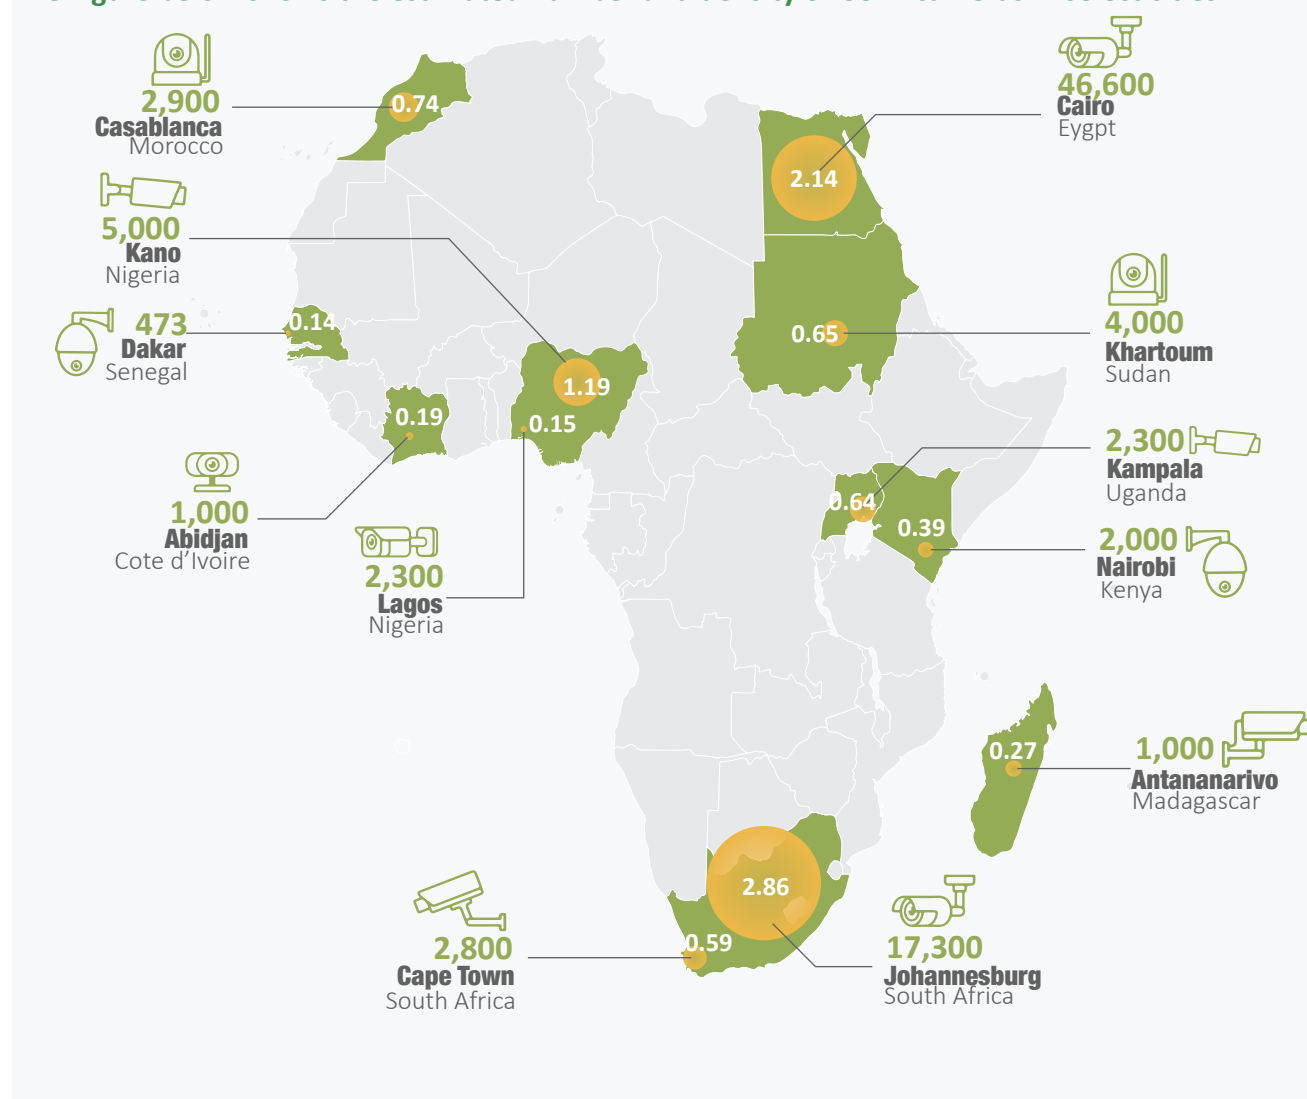 2,900
Casablanca
Morocco
0.74
46,600
Cairo
Eygpt
2.14
5,000
Kano
Nigeria
1.19
473
Dakar
Senegal
0.14
4,000
Khartoum
Sudan
0.65
0.19
0.15
1,000
Abidjan
Cote d'Ivoire
2,300
Lagos
Nigeria
2,300
Kampala
Uganda
0.64
0.39
2,000
Nairobi
Kenya
0.27
1,000
Antananarivo
Madagascar
2.86
0.59
2,800
Cape Town
South Africa
17,300
Johannesburg
South Africa